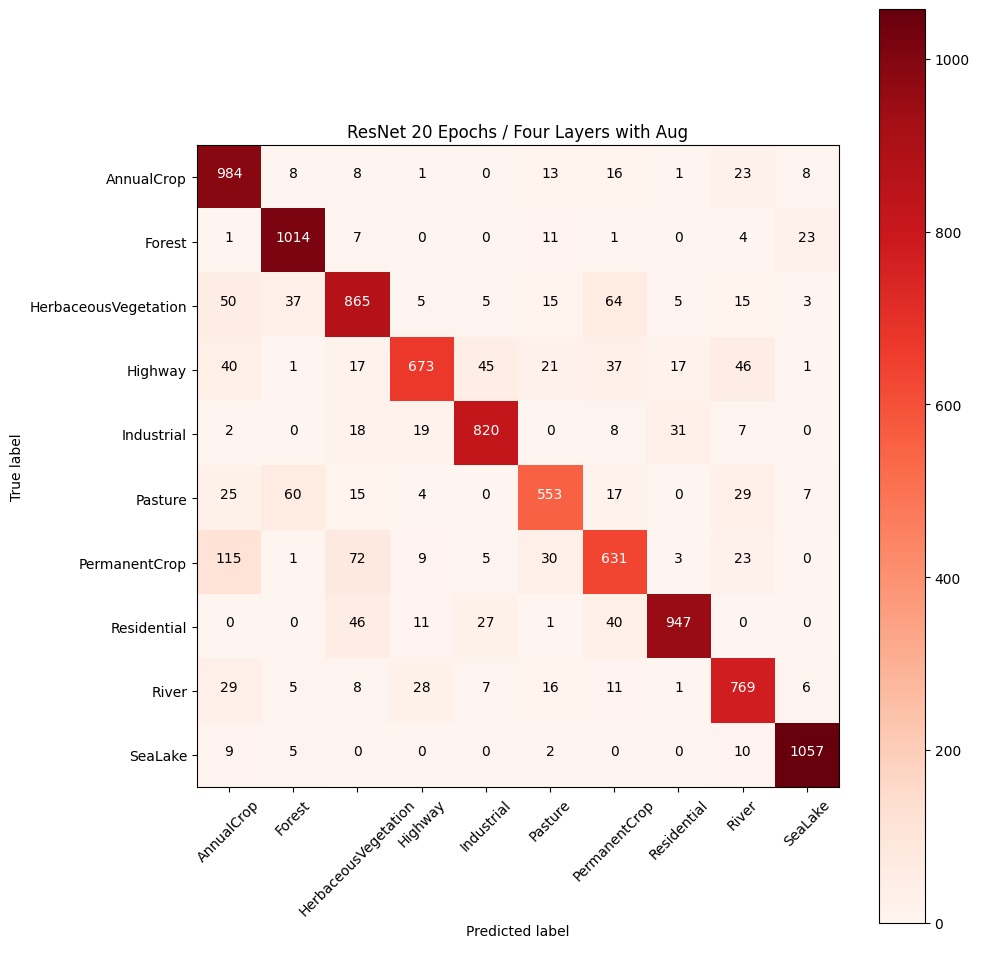 ResNet 20 Epochs / Four Layers with Aug
True label
AnnualCrop 984 8 8 1 0 13 16 1 23 8
Forest 1 1014 7 0 0 11 1 0 4 23
HerbaceousVegetation 50 37 865 5 5 15 64 5 15 3
Highway 40 1 17 673 45 21 37 17 46 1
Industrial 2 0 18 19 820 0 8 31 7 0
Pasture 25 60 15 4 0 553 17 0 29 7
PermanentCrop 115 1 72 9 5 30 631 3 23 0
Residential 0 0 46 11 27 1 40 947 0 0
River 29 5 8 28 7 16 11 1 769 6
SeaLake 9 5 0 0 0 2 0 0 10 1057
AnnualCrop Forest HerbaceousVegetation Highway Industrial Pasture PermanentCrop Residential River SeaLake
Predicted label
1000
800
600
400
200
0